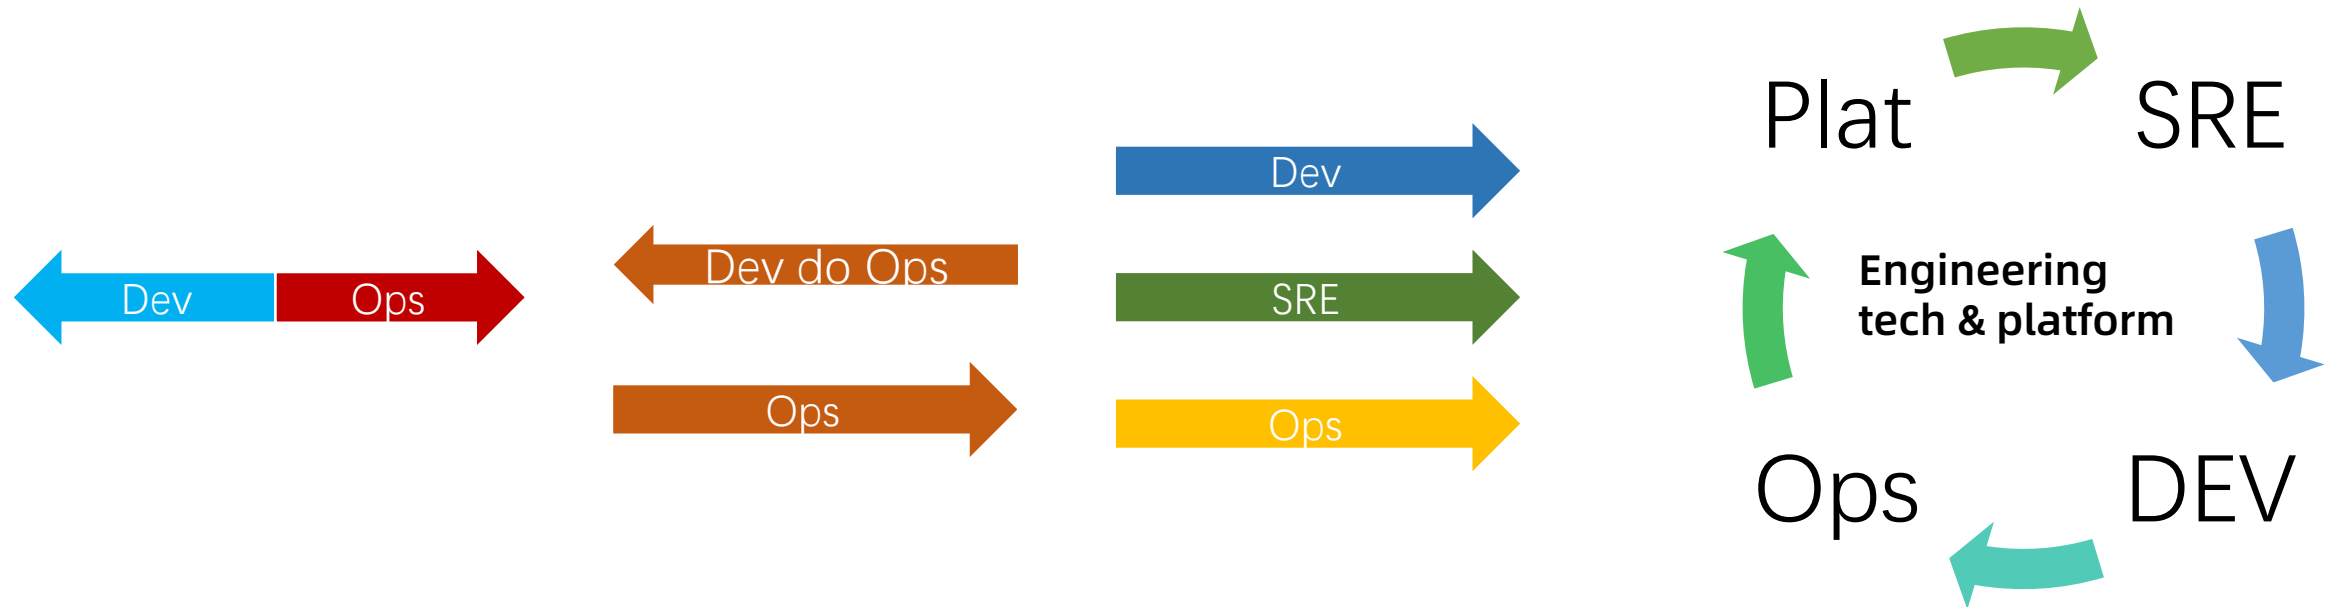 Dev
Ops
Dev do Ops
Ops
Dev
SRE
Ops
Plat
SRE
Engineering
tech & platform
Ops
DEV